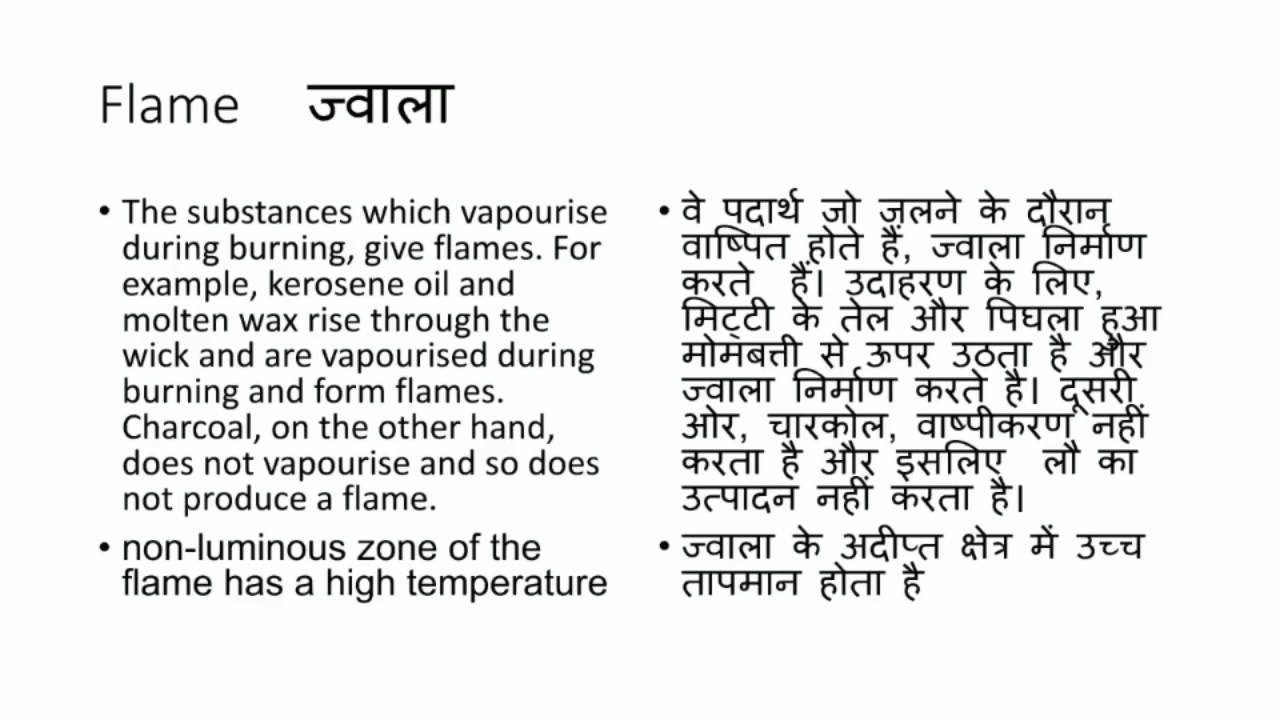 Flame ज्वाला
• The substances which vapourise
during burning, give flames. For
example, kerosene oil and
molten wax rise through the
wick and are vapourised during
burning and form flames.
Charcoal, on the other hand,
does not vapourise and so does
not produce a flame.
• non-luminous zone of the
flame has a high temperature
• वे पदार्थ जो जलने के दौरान
वाष्पित होते हैं, ज्वाला निर्माण
करते हैं। उदाहरण के लिए,
मिट्टी के तेल और पिघला हुआ
मोमबत्ती से ऊपर उठता है और
ज्वाला निर्माण करते है। दूसरी
ओर, चारकोल, वाष्पीकरण नहीं
करता है और इसलिए लौ का
उत्पादन नहीं करता है।
• ज्वाला के अदीप्त क्षेत्र में उच्च
तापमान होता है